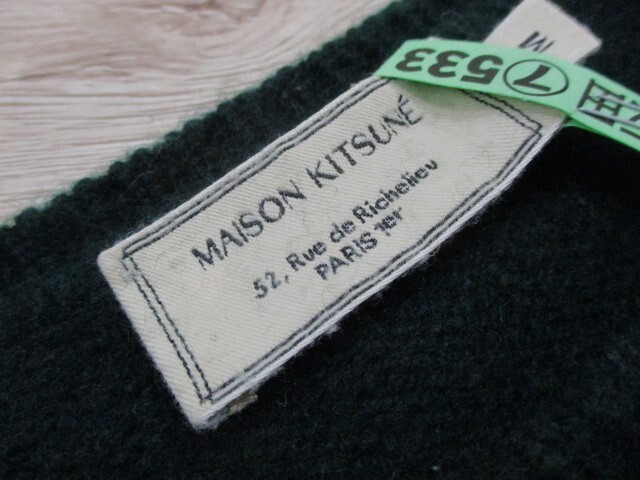 MAISON KITSUNÉ
52, Rue de Richelieu
PARIS 1er
M
⑦533